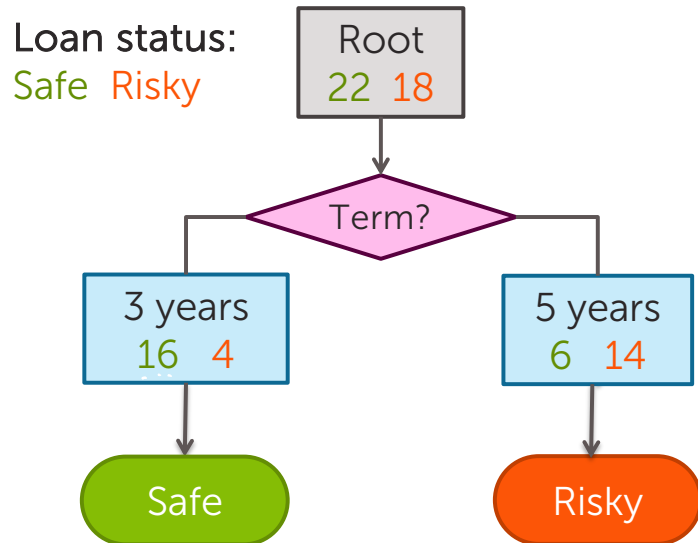 Loan status:
Safe Risky
Root
22 18
Term?
3 years
16 4
5 years
6 14
Safe
Risky